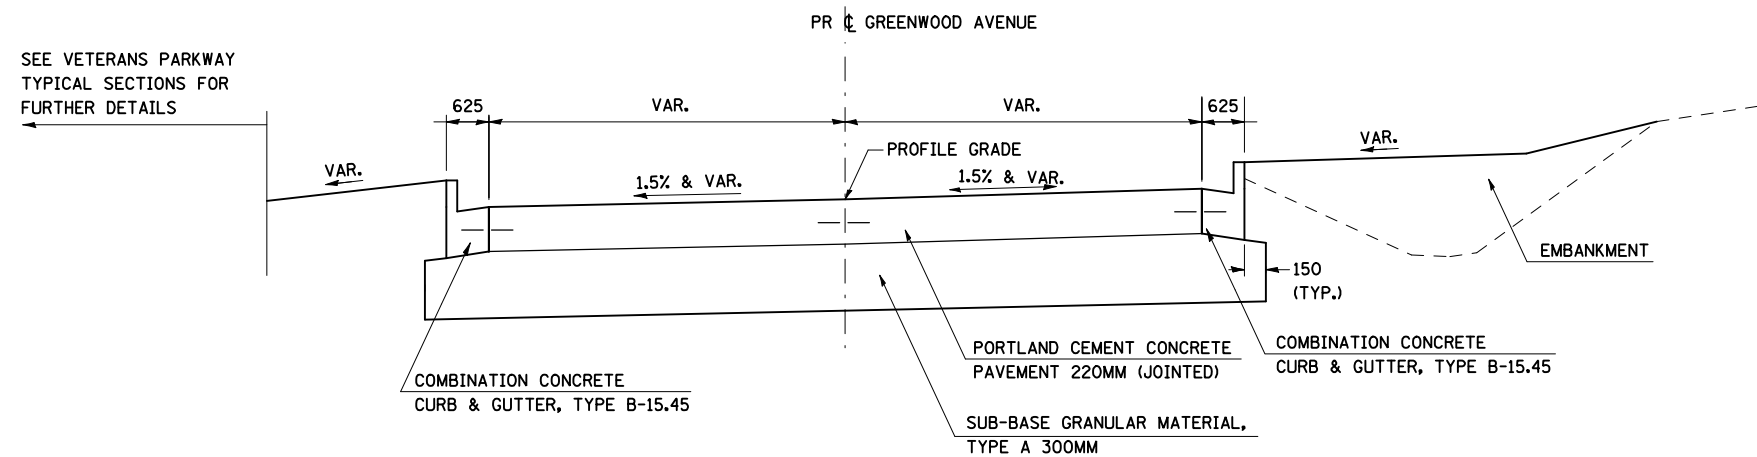 PR ℄ GREENWOOD AVENUE
SEE VETERANS PARKWAY
TYPICAL SECTIONS FOR
FURTHER DETAILS
625
VAR.
VAR.
625
VAR.
PROFILE GRADE
VAR.
1.5% & VAR.
1.5% & VAR.
EMBANKMENT
150
(TYP.)
PORTLAND CEMENT CONCRETE
PAVEMENT 220MM (JOINTED)
COMBINATION CONCRETE
CURB & GUTTER, TYPE B-15.45
COMBINATION CONCRETE
CURB & GUTTER, TYPE B-15.45
SUB-BASE GRANULAR MATERIAL,
TYPE A 300MM